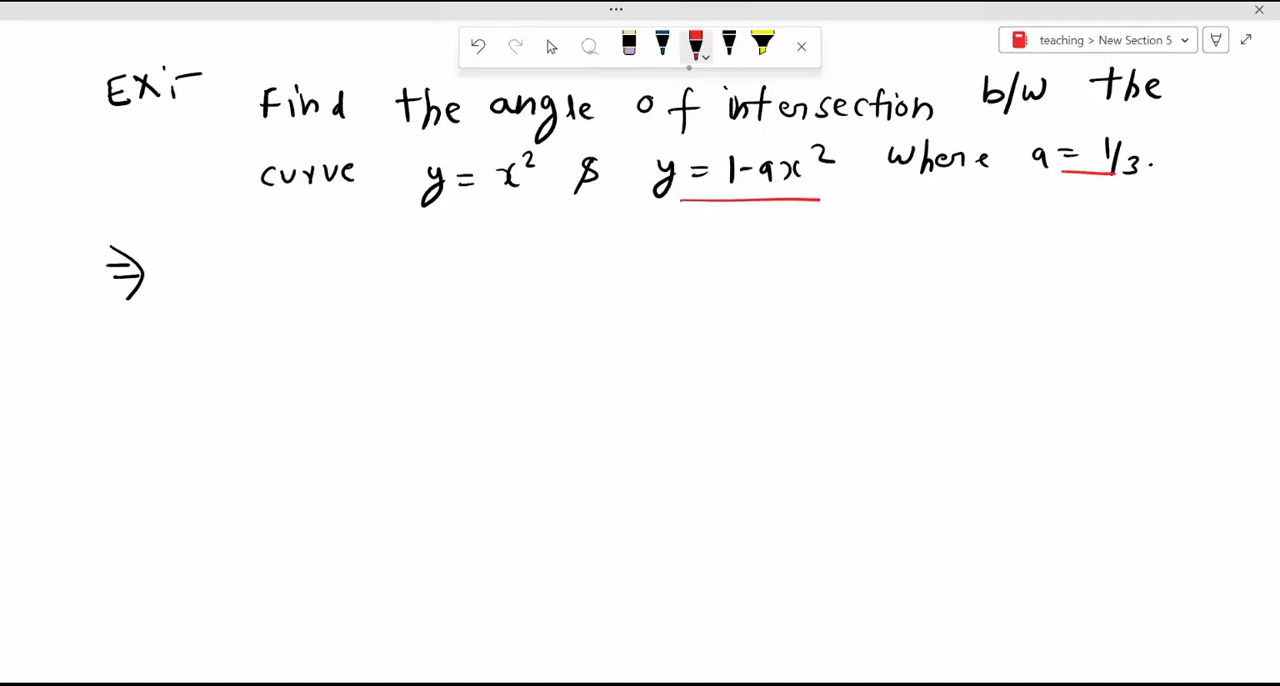 teaching > New Section 5
Ex:- Find the angle of intersection b/w the
curve y = x² & y = 1-ax² where a = 1/3.
⇒